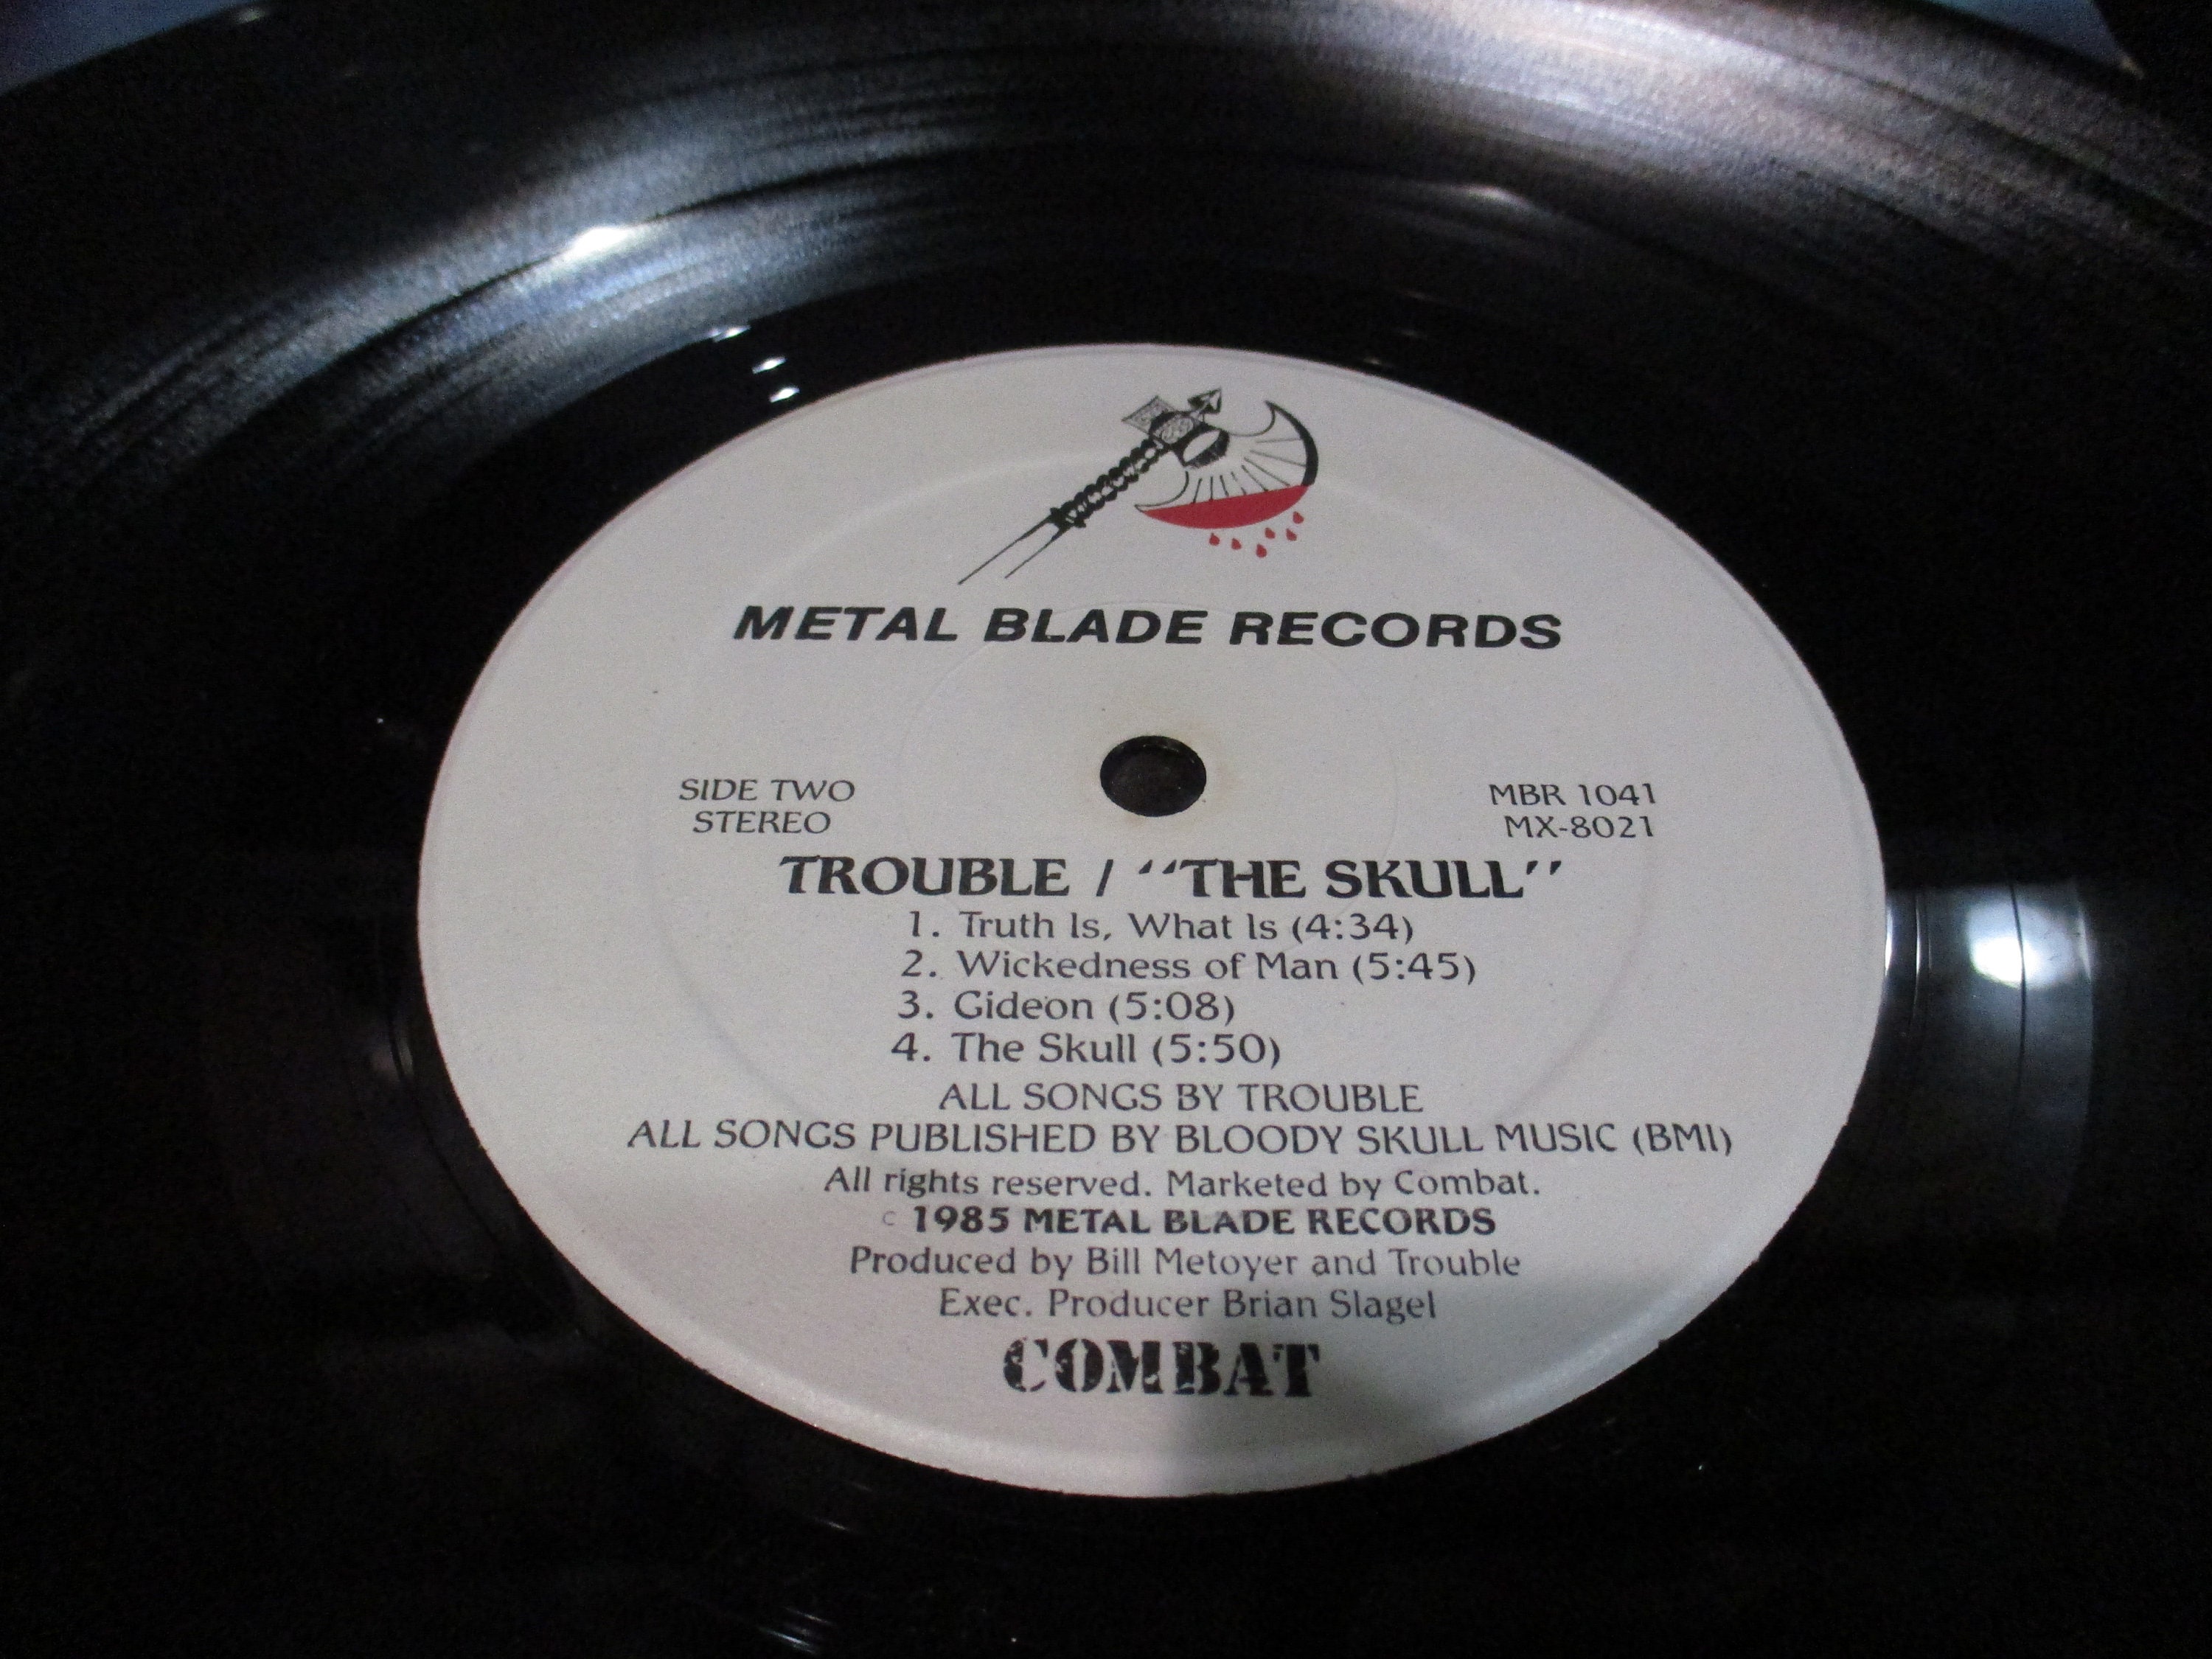 METAL BLADE RECORDS
SIDE TWO
STEREO
MBR 1041
MX-8021
TROUBLE / "THE SKULL"
1. Truth Is, What Is (4:34)
2. Wickedness of Man (5:45)
3. Gideon (5:08)
4. The Skull (5:50)
ALL SONGS BY TROUBLE
ALL SONGS PUBLISHED BY BLOODY SKULL MUSIC (BMI)
All rights reserved. Marketed by Combat.
c 1985 METAL BLADE RECORDS
Produced by Bill Metoyer and Trouble
Exec. Producer Brian Slagel
COMBAT